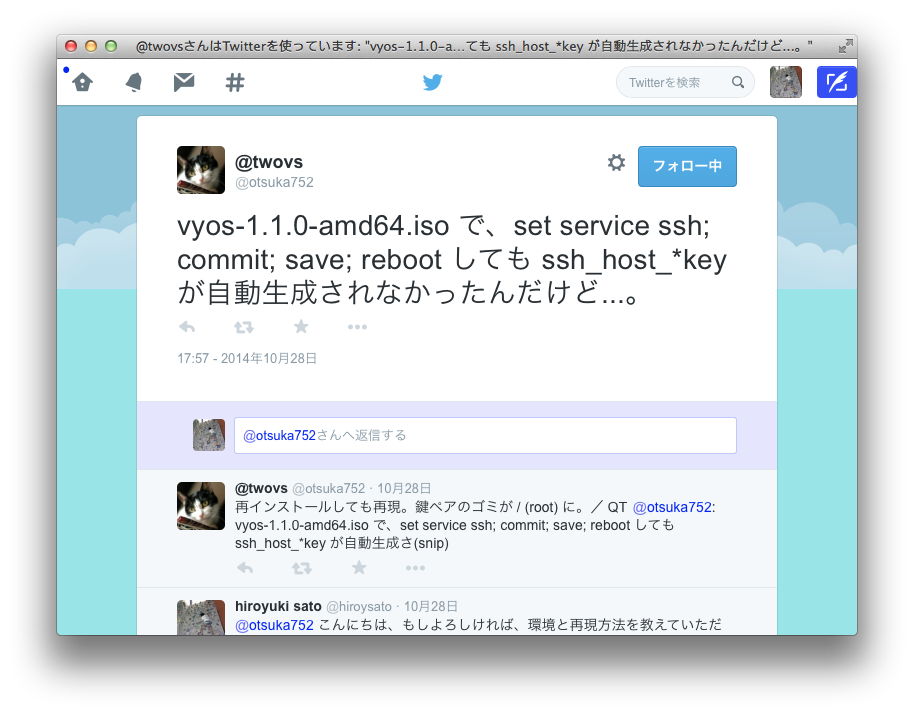 @twovsさんはTwitterを使っています: "vyos-1.1.0-a...ても ssh_host_*key が自動生成されなかったんだけど...。"
Twitterを検索
@twovs
@otsuka752
フォロー中
vyos-1.1.0-amd64.iso で、set service ssh;
commit; save; reboot しても ssh_host_*key
が自動生成されなかったんだけど...。
17:57 - 2014年10月28日
@otsuka752さんへ返信する
@twovs @otsuka752 · 10月28日
再インストールしても再現。鍵ペアのゴミが / (root) に。／ QT @otsuka752:
vyos-1.1.0-amd64.iso で、set service ssh; commit; save; reboot しても
ssh_host_*key が自動生成さ(snip)
hiroyuki sato @hiroysato · 10月28日
@otsuka752 こんにちは、もしよろしければ、環境と再現方法を教えていただ